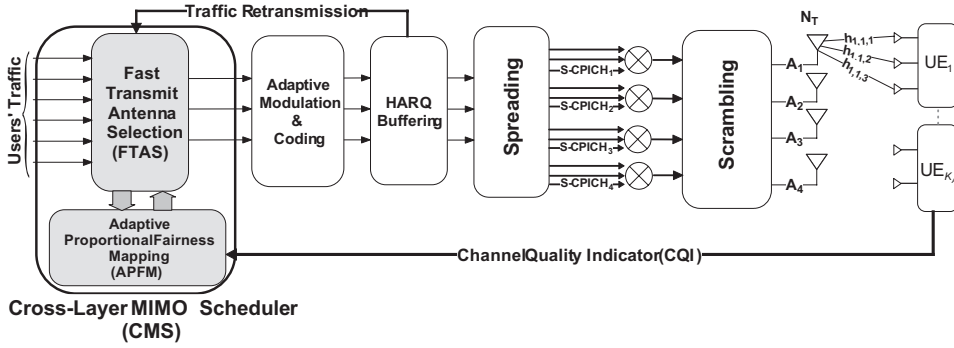 Traffic Retransmission
Users' Traffic
Fast
Transmit
Antenna
Selection
(FTAS)
Adaptive
ProportionalFairness
Mapping
(APFM)
Cross-Layer MIMO Scheduler
(CMS)
Adaptive
Modulation
&
Coding
HARQ
Buffering
Spreading
S-CPICH1
S-CPICH2
S-CPICH3
S-CPICH4
Scrambling
NT
A1
A2
A3
A4
h1,1,1
h1,1,2
h1,1,3
UE1
ChannelQuality Indicator(CQI)